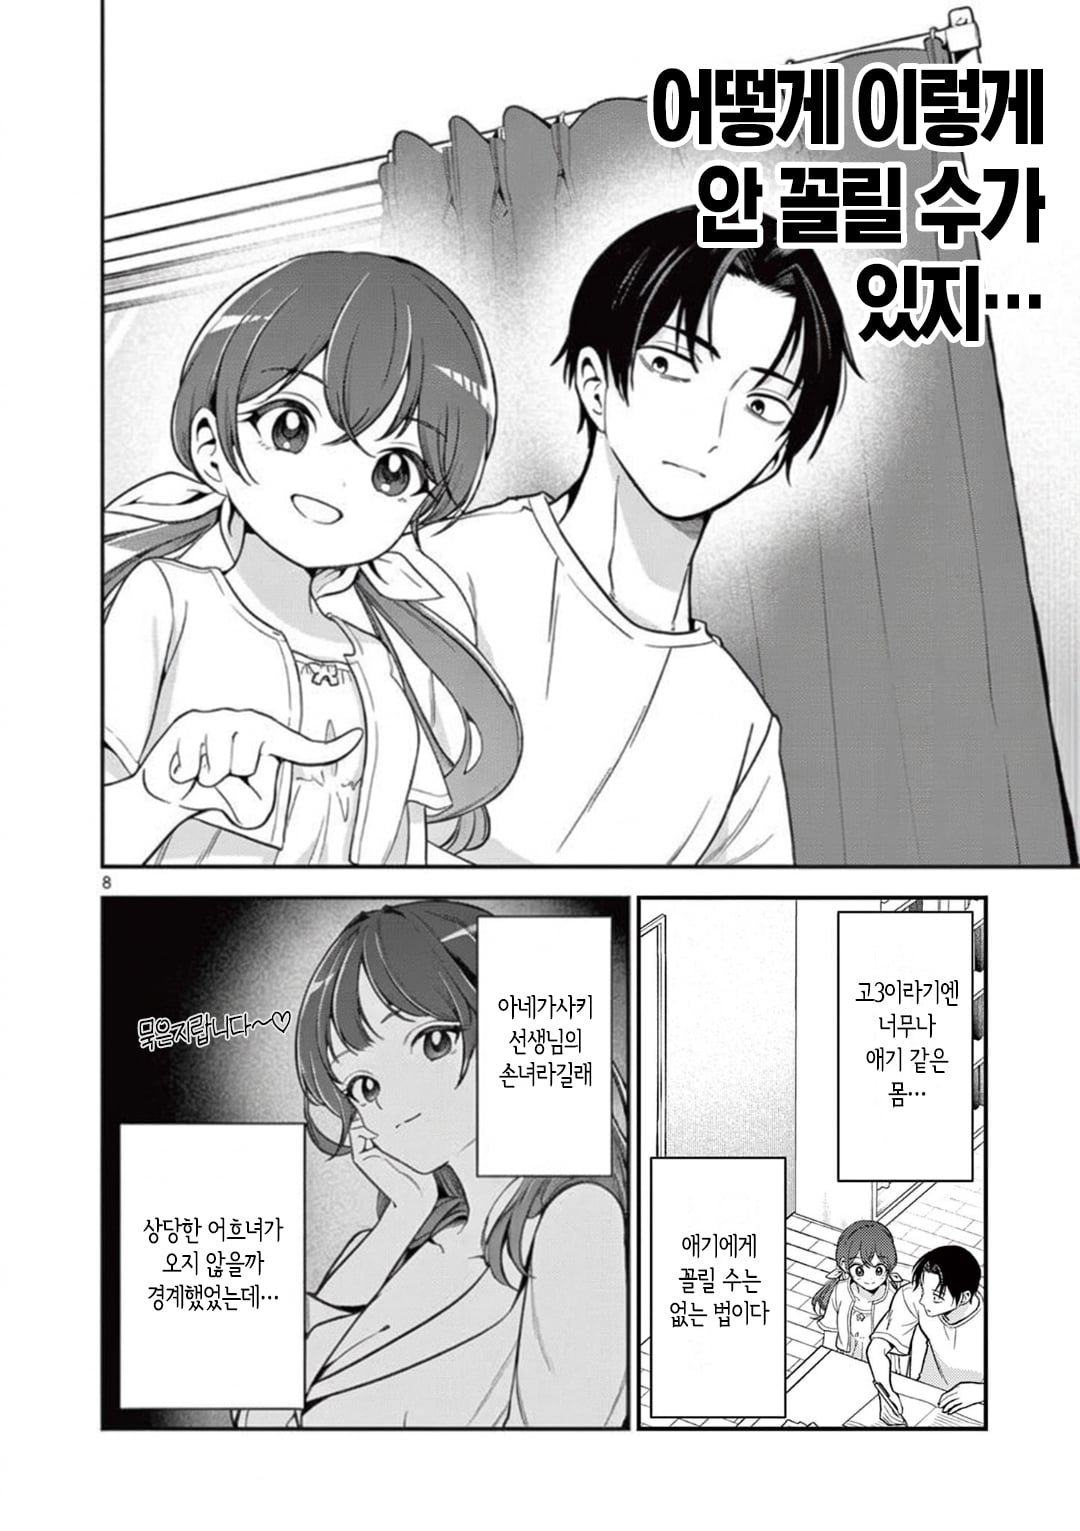 어떻게 이렇게
안 꼴릴 수가
있지…
8
고3이라기엔
너무나
애기 같은
몸…
애기에게
꼴릴 수는
없는 법이다
아네가사키
선생님의
손녀라길래
묵은지랍니다~♡
상당한 어흐녀가
오지 않을까
경계했었는데…